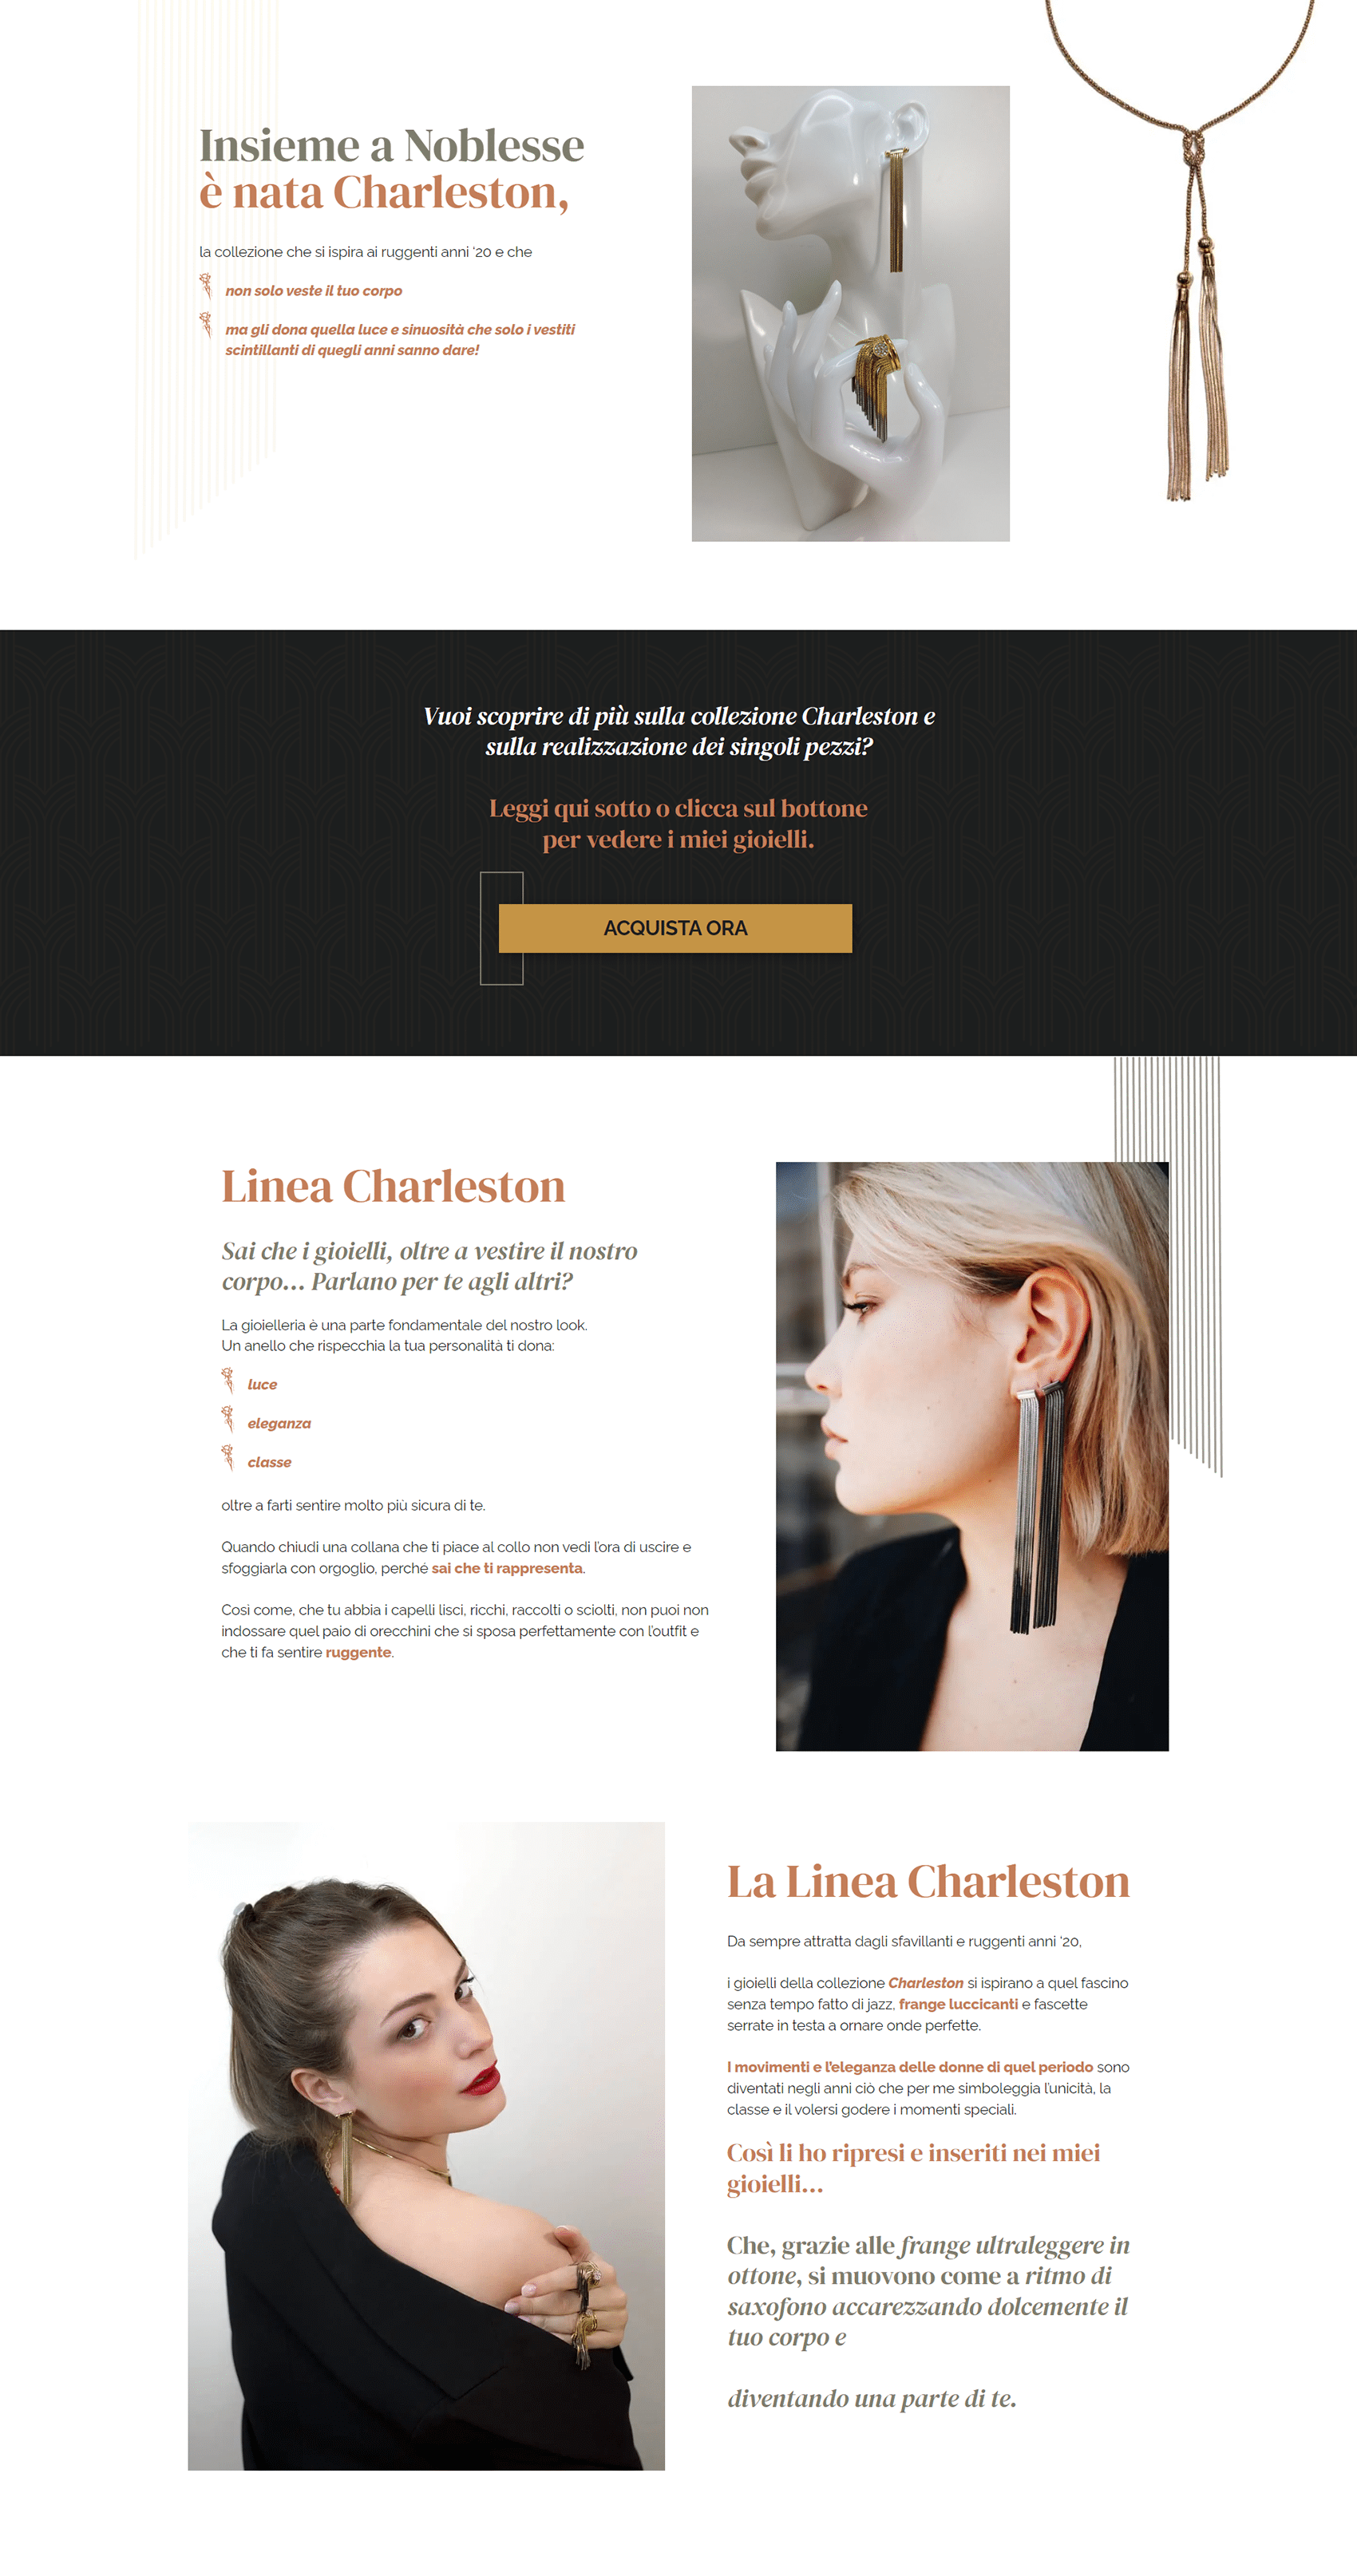 Insieme a Noblesse
è nata Charleston,
la collezione che si ispira ai ruggenti anni ‘20 e che
non solo veste il tuo corpo
ma gli dona quella luce e sinuosità che solo i vestiti
scintillanti di quegli anni sanno dare!
Vuoi scoprire di più sulla collezione Charleston e
sulla realizzazione dei singoli pezzi?
Leggi qui sotto o clicca sul bottone
per vedere i miei gioielli.
ACQUISTA ORA
Linea Charleston
Sai che i gioielli, oltre a vestire il nostro
corpo... Parlano per te agli altri?
La gioielleria è una parte fondamentale del nostro look.
Un anello che rispecchia la tua personalità ti dona:
luce
eleganza
classe
oltre a farti sentire molto più sicura di te.
Quando chiudi una collana che ti piace al collo non vedi l’ora di uscire e
sfoggiarla con orgoglio, perché sai che ti rappresenta.
Così come, che tu abbia i capelli lisci, ricchi, raccolti o sciolti, non puoi non
indossare quel paio di orecchini che si sposa perfettamente con l’outfit e
che ti fa sentire ruggente.
La Linea Charleston
Da sempre attratta dagli sfavillanti e ruggenti anni ‘20,
i gioielli della collezione Charleston si ispirano a quel fascino
senza tempo fatto di jazz, frange luccicanti e fascette
serrate in testa a ornare onde perfette.
I movimenti e l’eleganza delle donne di quel periodo sono
diventati negli anni ciò che per me simboleggia l’unicità, la
classe e il volersi godere i momenti speciali.
Così li ho ripresi e inseriti nei miei
gioielli...
Che, grazie alle frange ultraleggere in
ottone, si muovono come a ritmo di
saxofono accarezzando dolcemente il
tuo corpo e
diventando una parte di te.